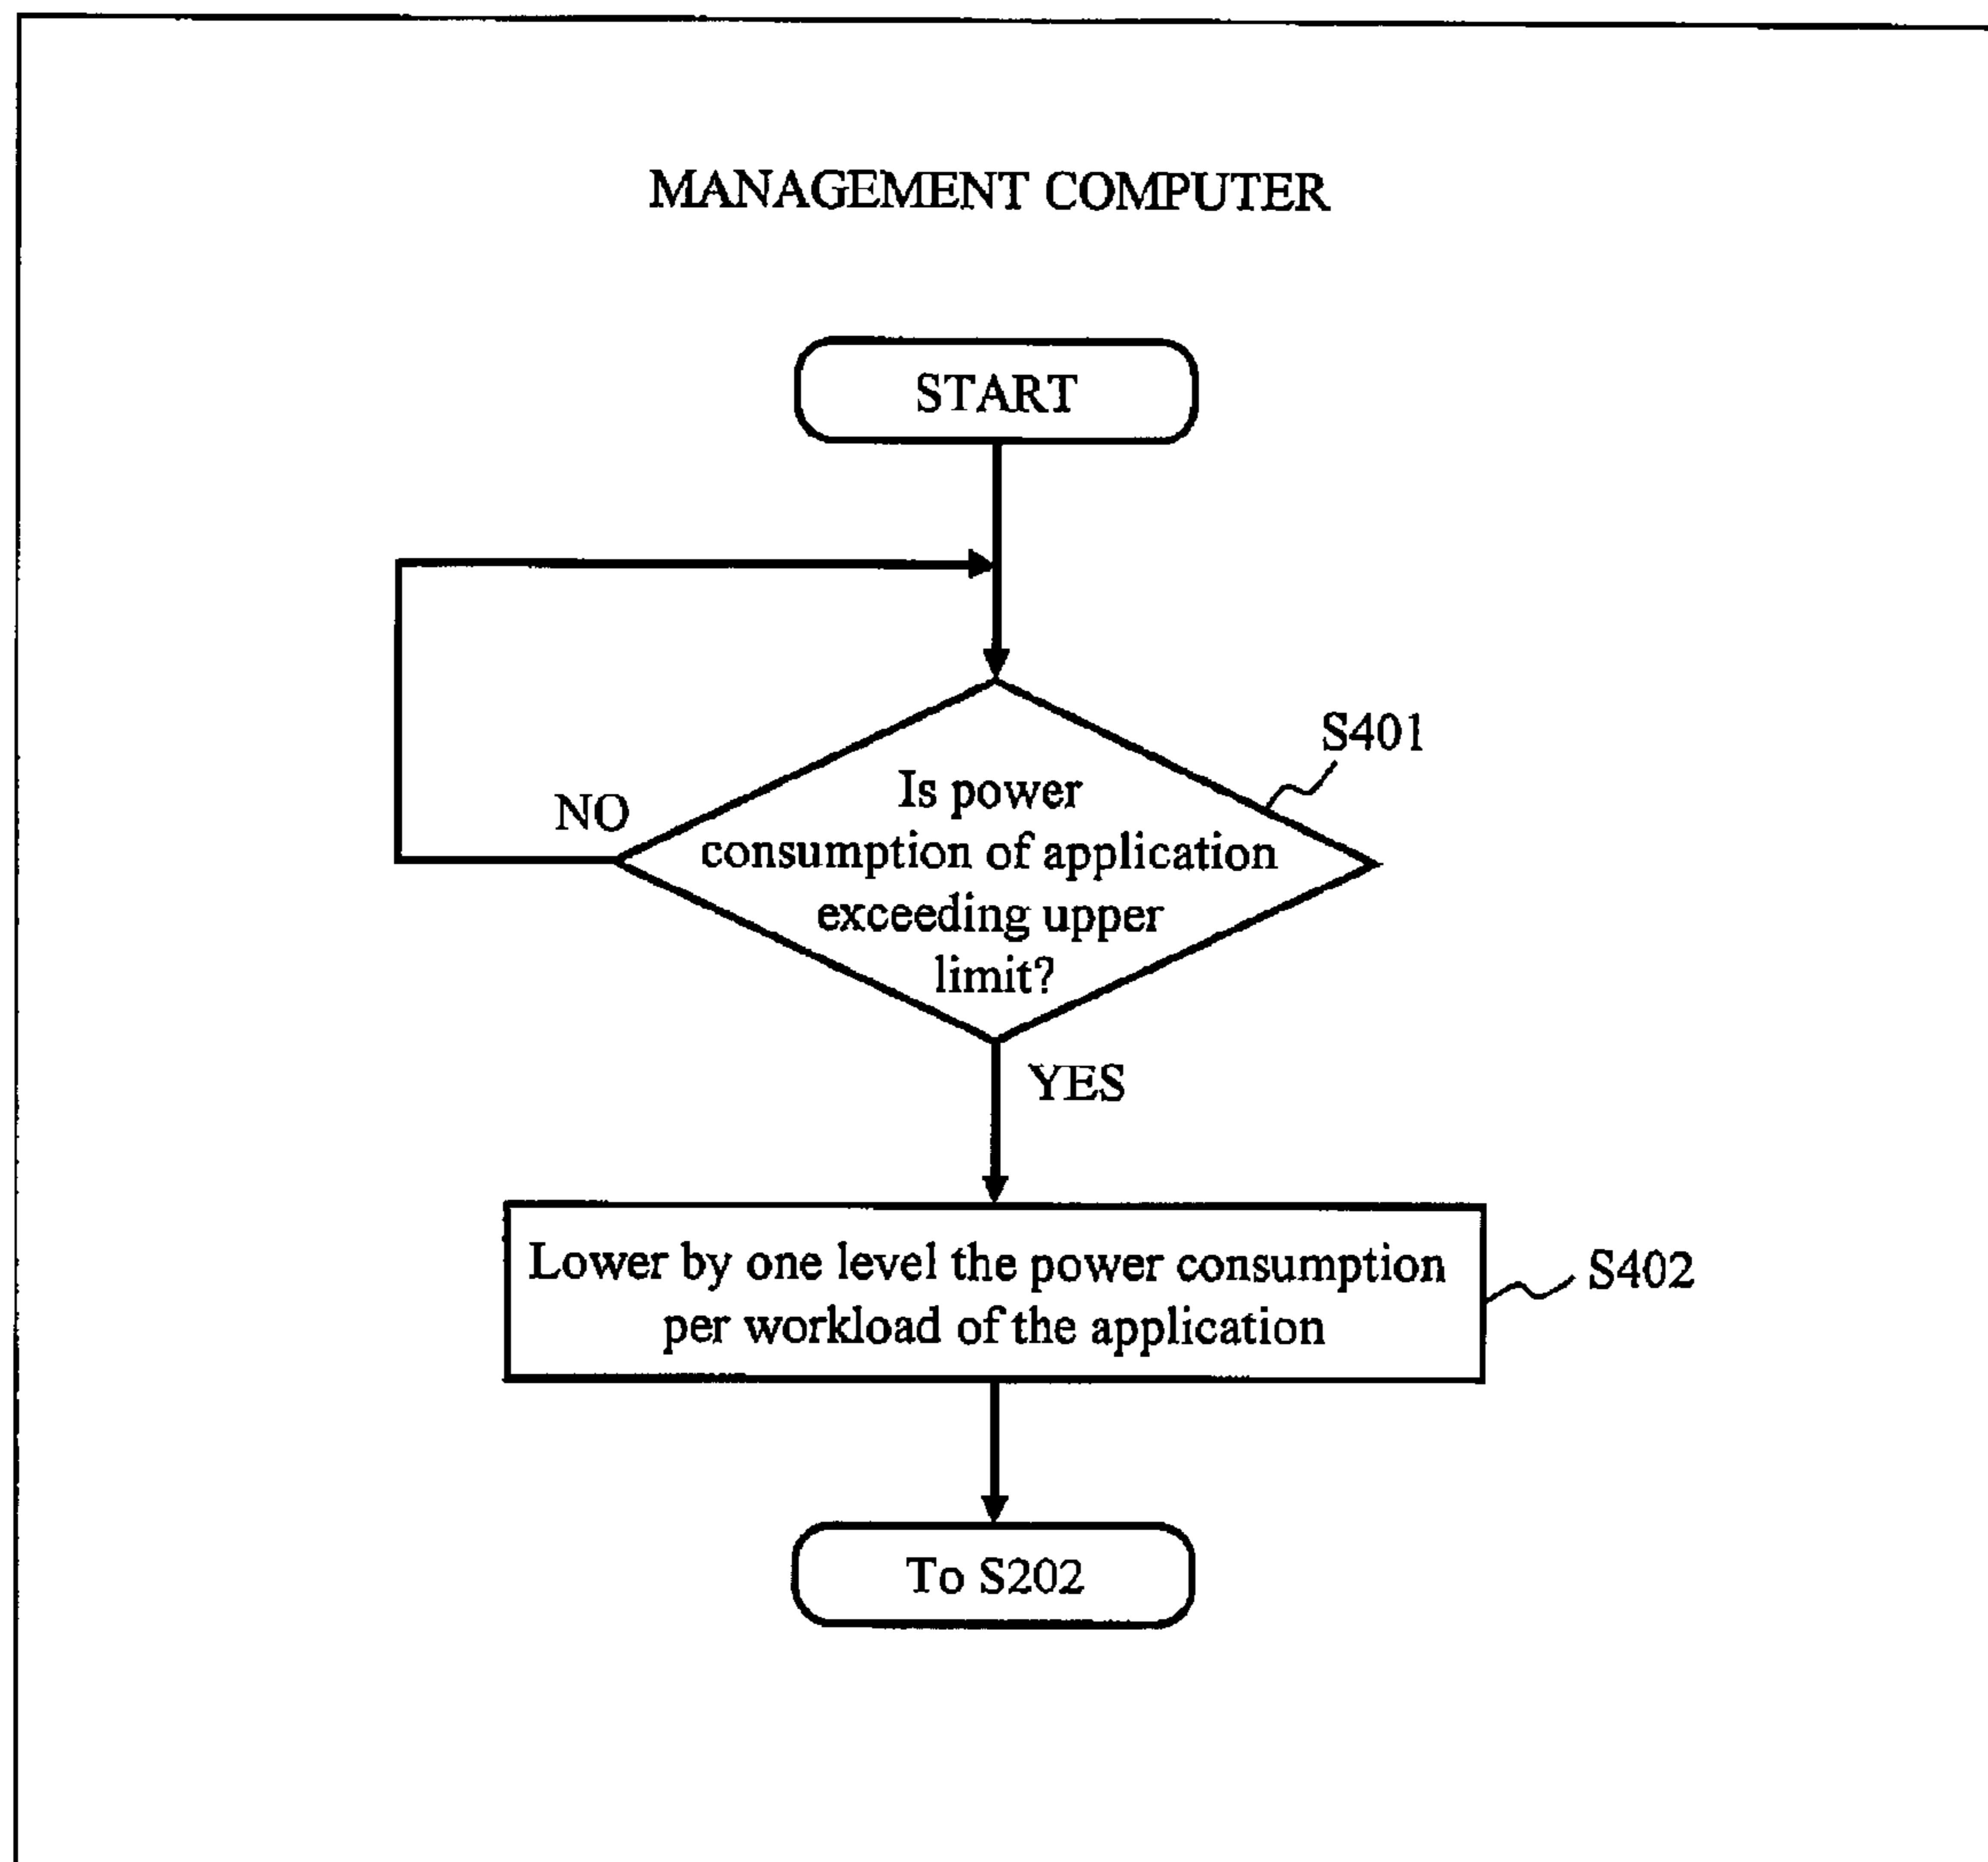 MANAGEMENT COMPUTER
START
S401
NO
Is power
consumption of application
exceeding upper
limit?
YES
Lower by one level the power consumption
per workload of the application
S402
To S202